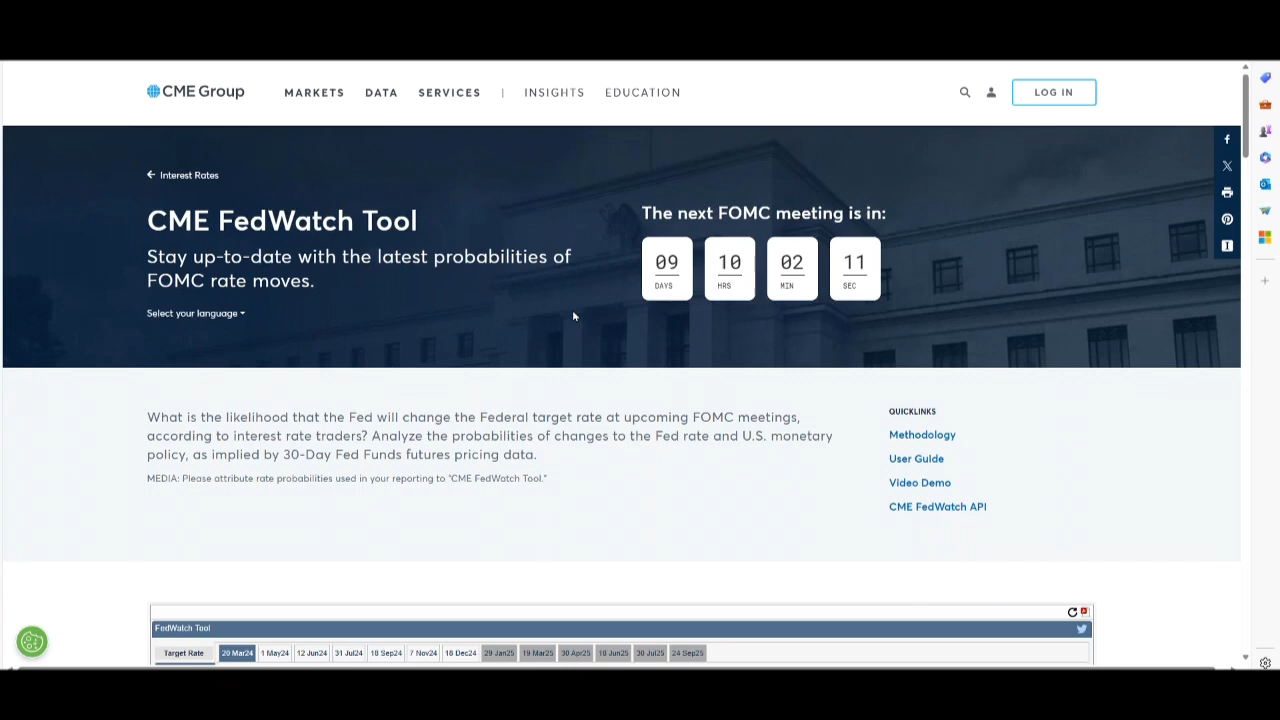 CME Group
MARKETS DATA SERVICES | INSIGHTS EDUCATION
LOG IN
Interest Rates
CME FedWatch Tool
Stay up-to-date with the latest probabilities of
FOMC rate moves.
Select your language
The next FOMC meeting is in:
09 10 02 11
DAYS HRS MIN SEC
What is the likelihood that the Fed will change the Federal target rate at upcoming FOMC meetings,
according to interest rate traders? Analyze the probabilities of changes to the Fed rate and U.S. monetary
policy, as implied by 30-Day Fed Funds futures pricing data.
MEDIA: Please attribute rate probabilities used in your reporting to "CME FedWatch Tool."
QUICKLINKS
Methodology
User Guide
Video Demo
CME FedWatch API
FedWatch Tool
Target Rate 20 Mar24 1 May24 12 Jun24 31 Jul24 18 Sep24 7 Nov24 18 Dec24 29 Jan25 19 Mar25 30 Apr25 18 Jun25 30 Jul25 24 Sep25